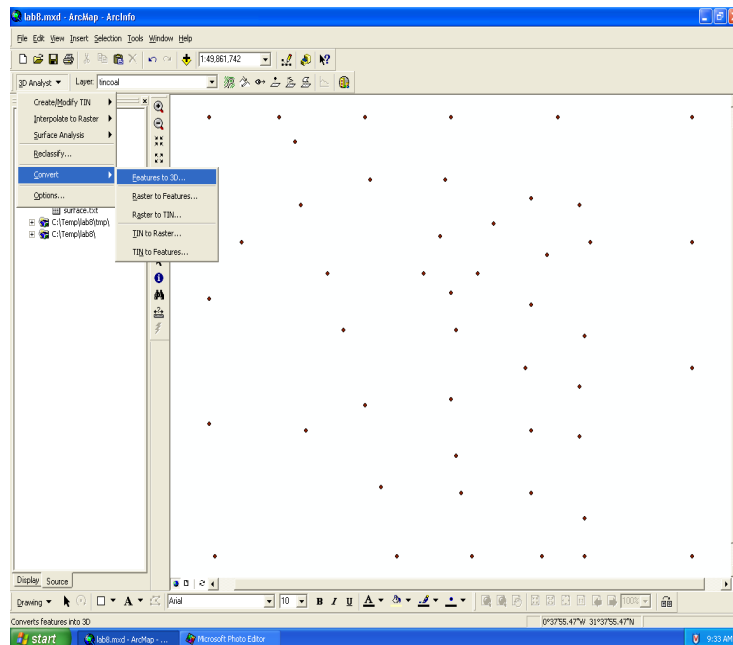 lab8.mxd - ArcMap - ArcInfo
File Edit View Insert Selection Tools Window Help
1:49,861,742
3D Analyst Layer: tincoal
Create/Modify TIN
Interpolate to Raster
Surface Analysis
Reclassify...
Convert
Options...
Features to 3D...
Raster to Features...
Raster to TIN...
TIN to Raster...
TIN to Features...
surface.txt
C:\Temp\lab8\tmp\
C:\Temp\lab8\
Display Source
Drawing A Arial 10 B I U A 100%
Converts features into 3D 0°37'55.47"W 31°37'55.47"N
start lab8.mxd - ArcMap - ... Microsoft Photo Editor 9:33 AM